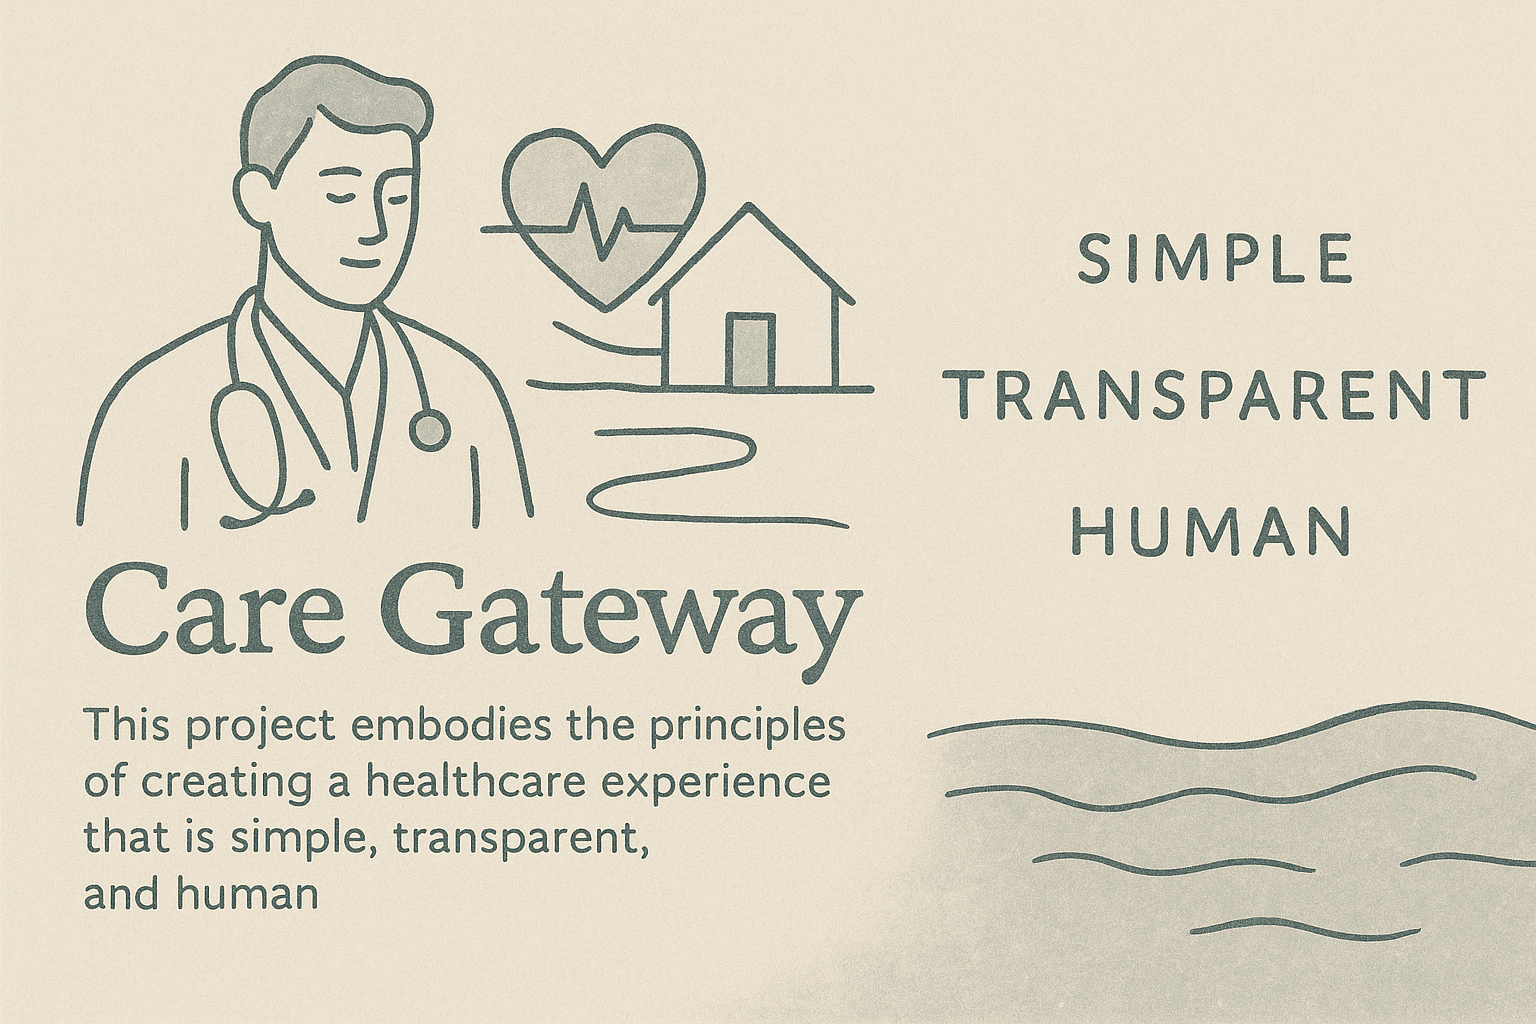 Care Gateway
This project embodies the principles
of creating a healthcare experience
that is simple, transparent,
and human
SIMPLE
TRANSPARENT
HUMAN